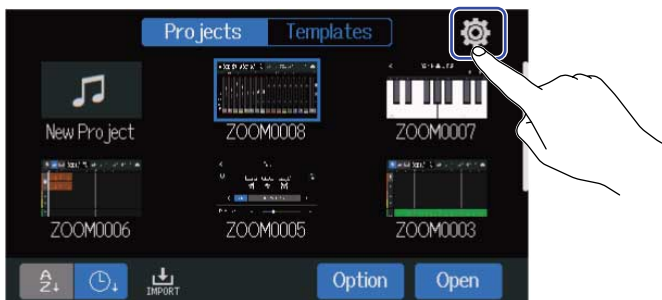 Projects Templates
New Project ZOOM0008 ZOOM0007
ZOOM0006 ZOOM0005 ZOOM0003
A Z↓ ↓ IMPORT Option Open